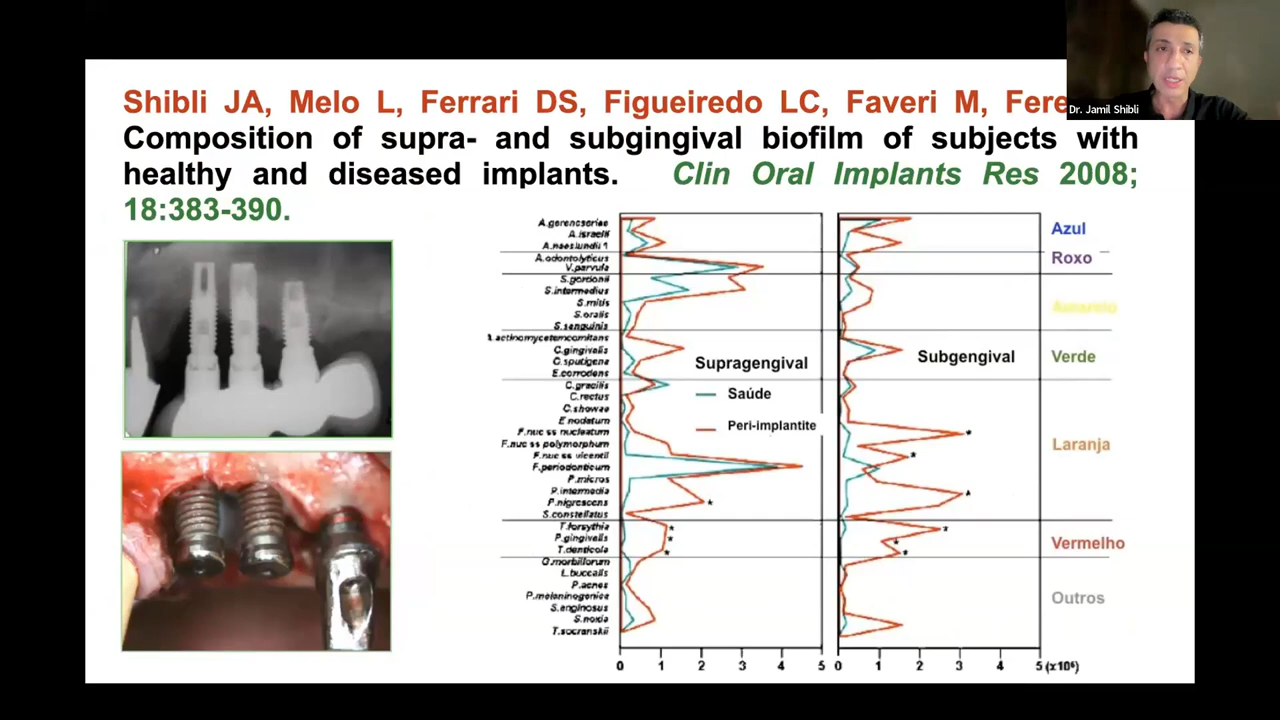 Shibli JA, Melo L, Ferrari DS, Figueiredo LC, Faveri M, Fere
Composition of supra- and subgingival biofilm of subjects with
healthy and diseased implants. Clin Oral Implants Res 2008;
18:383-390.
Dr. Jamil Shibli
A.gerencseriae
A.israelii
A.naeslundii 1
A.odontolyticus
V.parvula
S.gordonii
S.intermedius
S.mitis
S.oralis
S.sanguinis
.actinomycetemcomitans
C.gingivalis
C.sputigena
E.corrodens
C.gracilis
C.rectus
C.showae
E.nodatum
F.nuc ss nucleatum
F.nuc ss polymorphum
F.nuc ss vicentii
F.periodonticum
P.micros
P.intermedia
P.nigrescens
S.constellatus
T.forsythia
P.gingivalis
T.denticola
G.morbillorum
L.buccalis
P.acnes
P.melaninogenica
S.anginosus
S.noxia
T.socranskii
Supragengival
Saúde
Peri-implantite
Subgengival
Azul
Roxo
Amarelo
Verde
Laranja
Vermelho
Outros
0 1 2 3 4 5
0 1 2 3 4 5 (x10⁶)